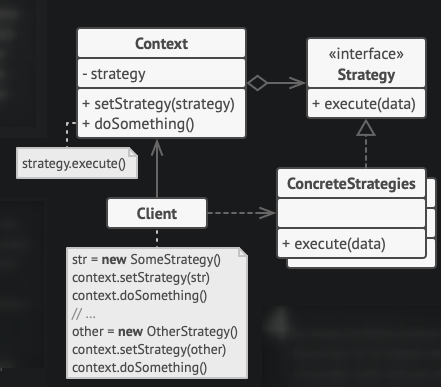 Context
- strategy
+ setStrategy(strategy)
+ doSomething()
«interface»
Strategy
+ execute(data)
strategy.execute()
Client
ConcreteStrategies
+ execute(data)
str = new SomeStrategy()
context.setStrategy(str)
context.doSomething()
// ...
other = new OtherStrategy()
context.setStrategy(other)
context.doSomething()